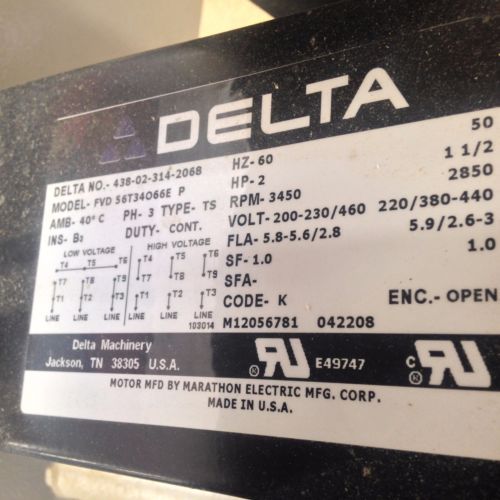 DELTA
DELTA NO.- 438-02-314-2068
MODEL- FVD 56T34O66E P
AMB- 40° C PH- 3 TYPE- TS
INS- B3 DUTY- CONT.
HZ-60 50
HP-2 1 1/2
RPM-3450 2850
VOLT-200-230/460 220/380-440
FLA- 5.8-5.6/2.8 5.9/2.6-3
SF-1.0 1.0
SFA-
CODE- K ENC.- OPEN
M12056781 042208
LOW VOLTAGE HIGH VOLTAGE
T4 T5 T6 T4 T5 T6
T7 T8 T9 T7 T8 T9
T1 T2 T3 T1 T2 T3
LINE LINE LINE LINE
103014
Delta Machinery
Jackson, TN 38305 U.S.A.
RU ® E49747 C RU ®
MOTOR MFD BY MARATHON ELECTRIC MFG. CORP.
MADE IN U.S.A.